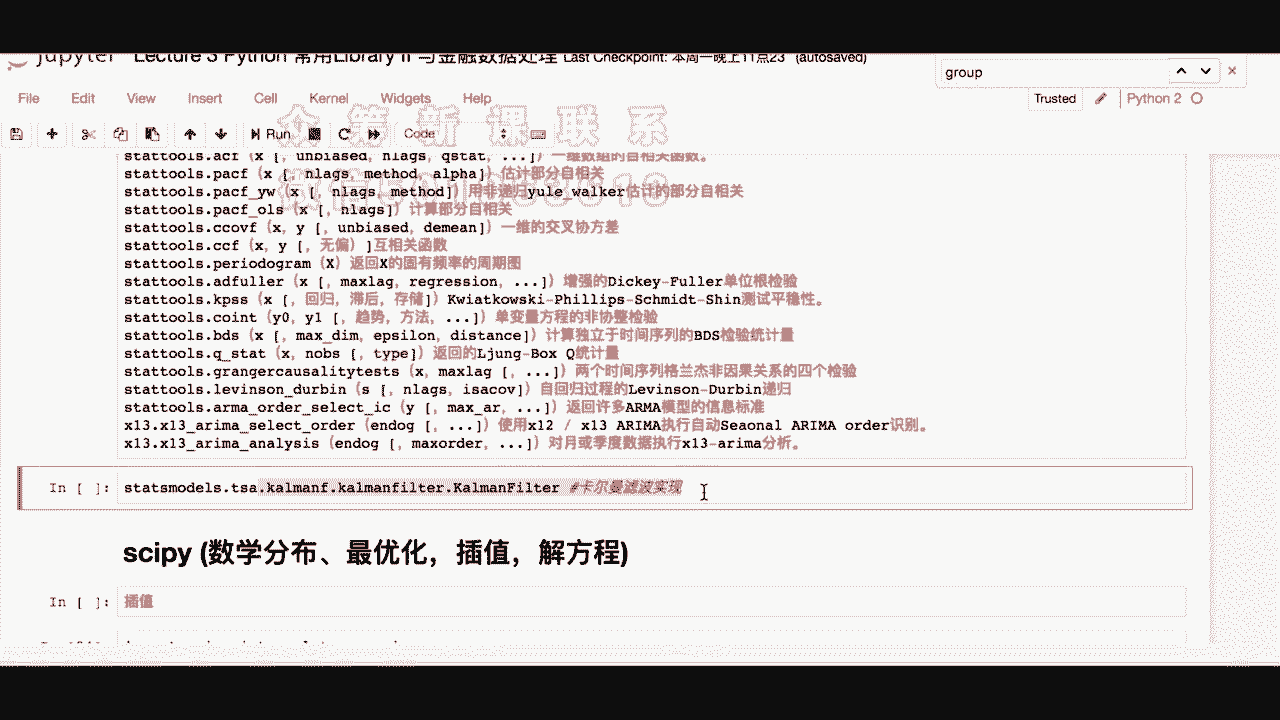 jupyter Lecture 3 Python 常用Library II 与金融数据处理 Last Checkpoint: 本周一晚上11点23 (autosaved)
group
File Edit View Insert Cell Kernel Widgets Help
Trusted Python 2
Run Code
众筹新课联系
stattools.acf (x [, unbiased, nlags, qstat, ...]) 一维数组的自相关函数。
stattools.pacf (x [, nlags, method, alpha]) 估计部分自相关
stattools.pacf_yw (x [, nlags, method]) 用非递归yule_walker估计的部分自相关
stattools.pacf_ols (x [, nlags]) 计算部分自相关
stattools.ccovf (x, y [, unbiased, demean]) 一维的交叉协方差
stattools.ccf (x, y [, 无偏) ]互相关函数
stattools.periodogram (X) 返回X的固有频率的周期图
stattools.adfuller (x [, maxlag, regression, ...]) 增强的Dickey-Fuller单位根检验
stattools.kpss (x [, 回归, 滞后, 存储]) Kwiatkowski-Phillips-Schmidt-Shin测试平稳性。
stattools.coint (y0, y1 [, 趋势, 方法, ...]) 单变量方程的非协整检验
stattools.bds (x [, max_dim, epsilon, distance]) 计算独立于时间序列的BDS检验统计量
stattools.q_stat (x, nobs [, type]) 返回的Ljung-Box Q统计量
stattools.grangercausalitytests (x, maxlag [, ...]) 两个时间序列格兰杰非因果关系的四个检验
stattools.levinson_durbin (s [, nlags, isacov]) 自回归过程的Levinson-Durbin递归
stattools.arma_order_select_ic (y [, max_ar, ...]) 返回许多ARMA模型的信息标准
x13.x13_arima_select_order (endog [, ...]) 使用x12 / x13 ARIMA执行自动Seaonal ARIMA order识别。
x13.x13_arima_analysis (endog [, maxorder, ...]) 对月或季度数据执行x13-arima分析。
In [ ]: statsmodels.tsa.kalmanf.kalmanfilter.KalmanFilter #卡尔曼滤波实现
scipy (数学分布、最优化，插值，解方程)
In [ ]: 插值